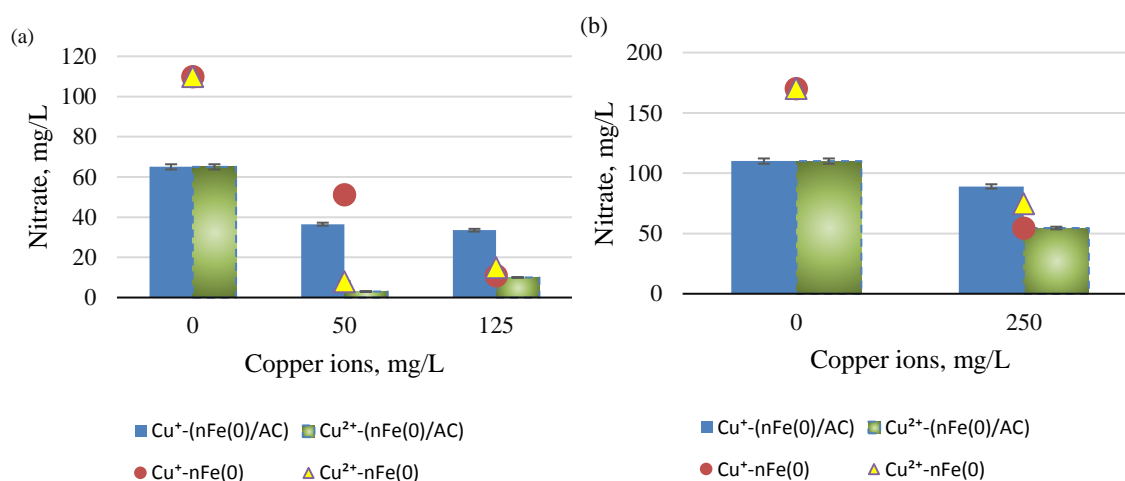 (a)
120
100
80
60
40
20
0
Nitrate, mg/L
0 50 125
Copper ions, mg/L
Cu⁺-(nFe(0)/AC) Cu²⁺-(nFe(0)/AC)
Cu⁺-nFe(0) Cu²⁺-nFe(0)
(b)
200
150
100
50
0
Nitrate, mg/L
0 250
Copper ions, mg/L
Cu⁺-(nFe(0)/AC) Cu²⁺-(nFe(0)/AC)
Cu⁺-nFe(0) Cu²⁺-nFe(0)